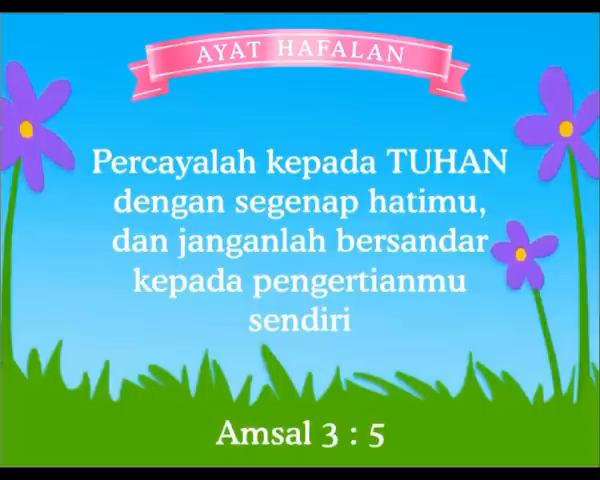 AYAT HAFALAN
Percayalah kepada TUHAN
dengan segenap hatimu,
dan janganlah bersandar
kepada pengertianmu
sendiri
Amsal 3 : 5